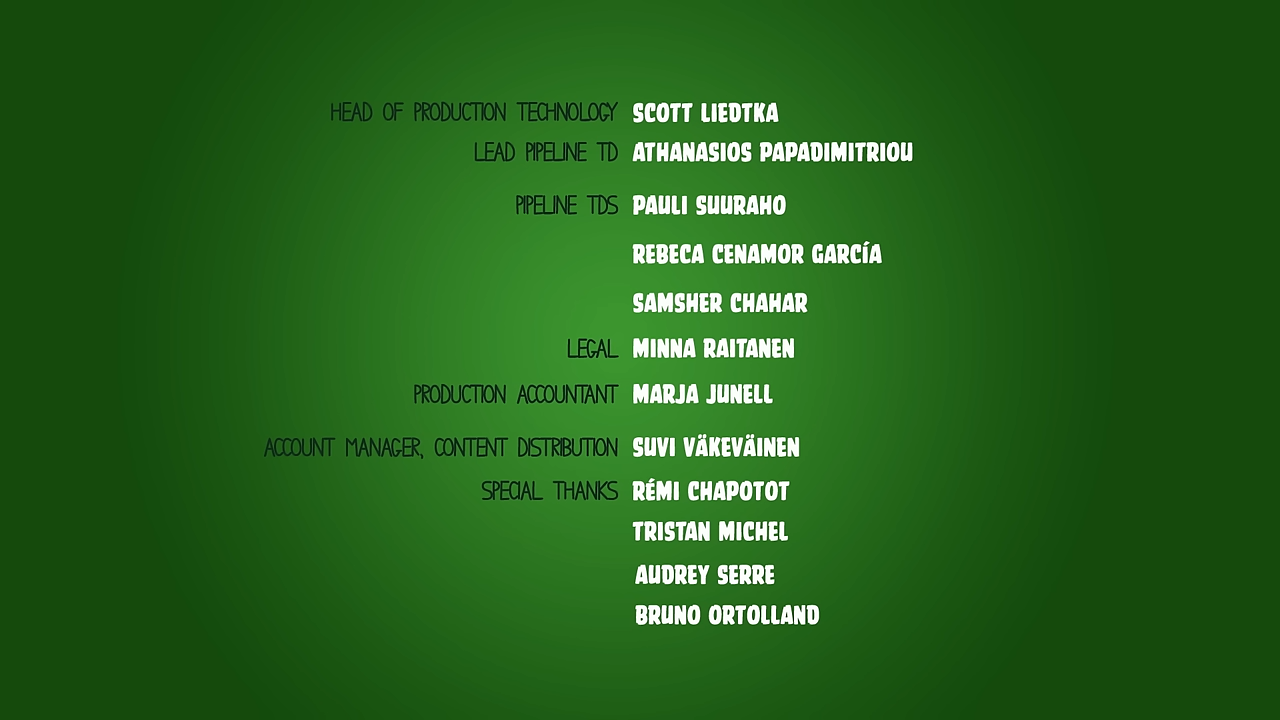 HEAD OF PRODUCTION TECHNOLOGY SCOTT LIEDTKA
LEAD PIPELINE TD ATHANASIOS PAPADIMITRIOU
PIPELINE TDS PAULI SUURAHO
REBECA CENAMOR GARCÍA
SAMSHER CHAHAR
LEGAL MINNA RAITANEN
PRODUCTION ACCOUNTANT MARJA JUNELL
ACCOUNT MANAGER, CONTENT DISTRIBUTION SUVI VÄKEVÄINEN
SPECIAL THANKS RÉMI CHAPOTOT
TRISTAN MICHEL
AUDREY SERRE
BRUNO ORTOLLAND